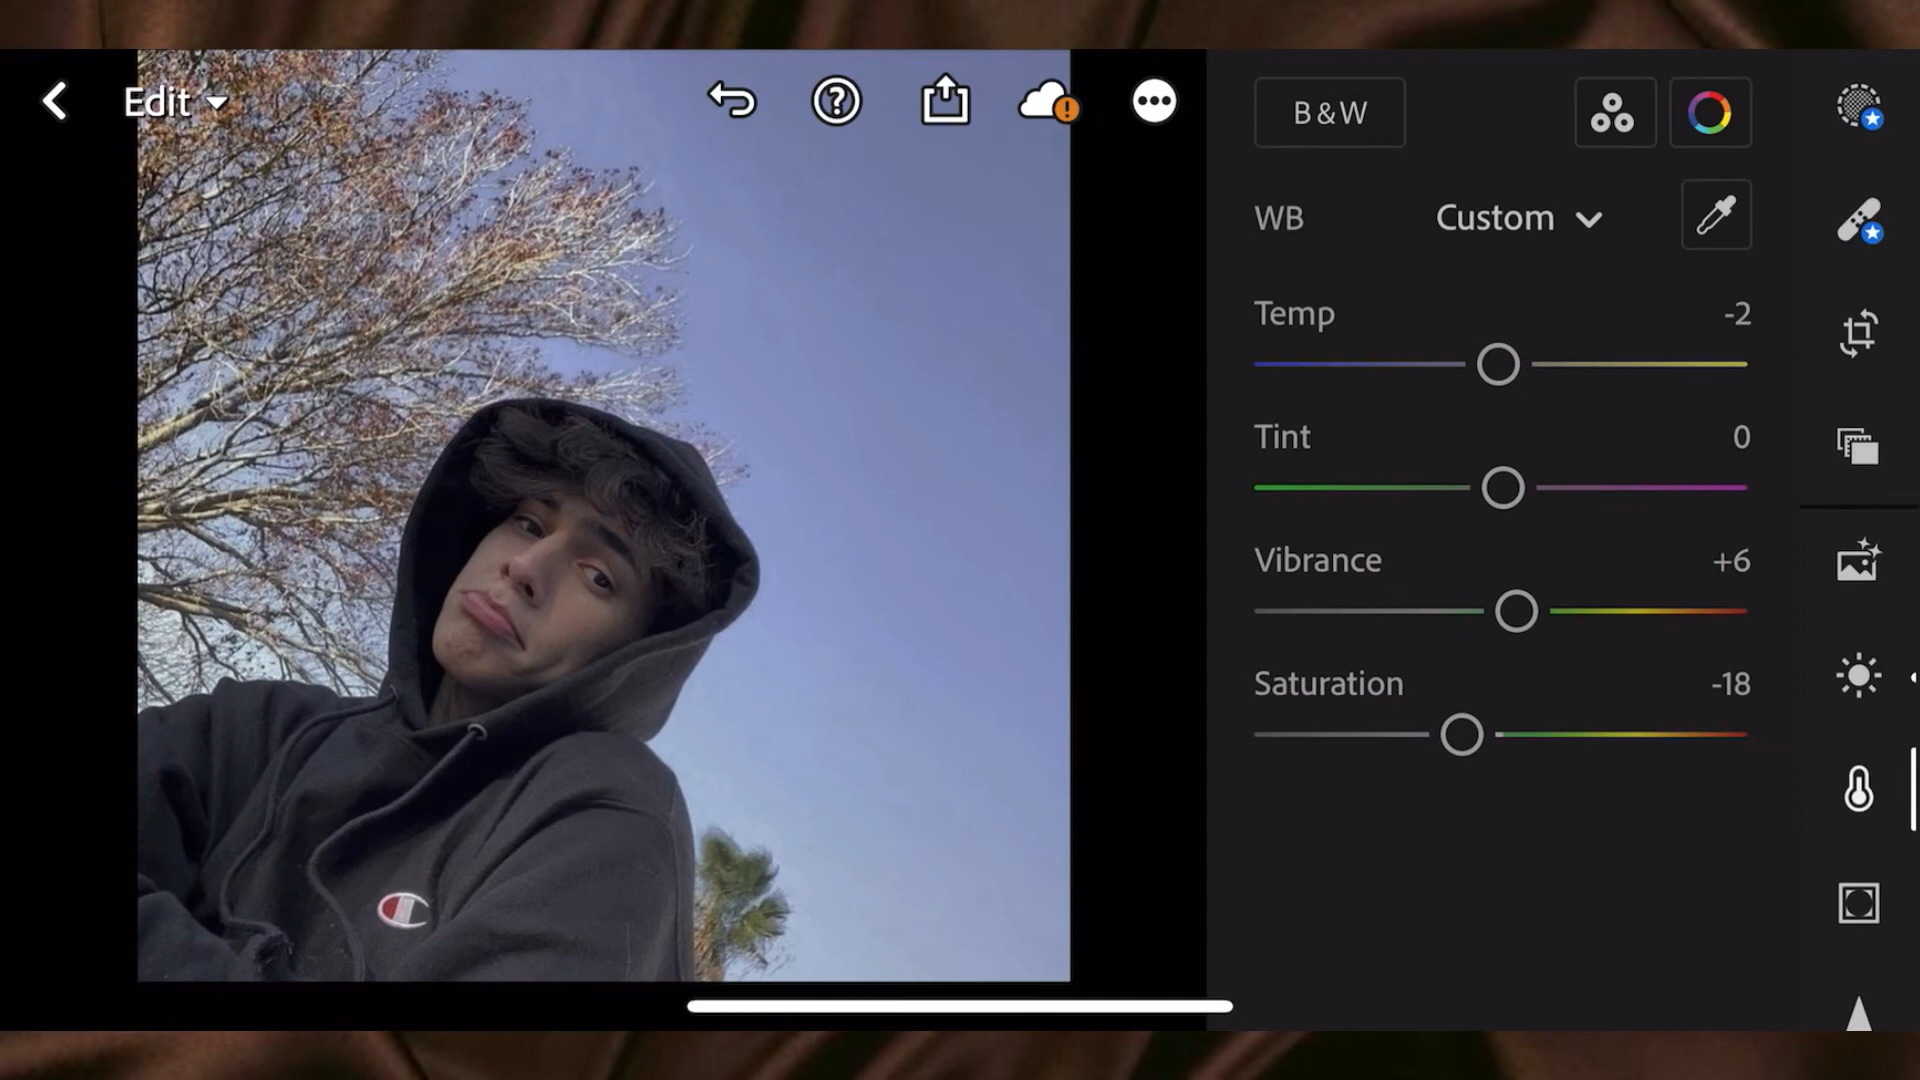 Edit
B&W
WB Custom
Temp -2
Tint 0
Vibrance +6
Saturation -18